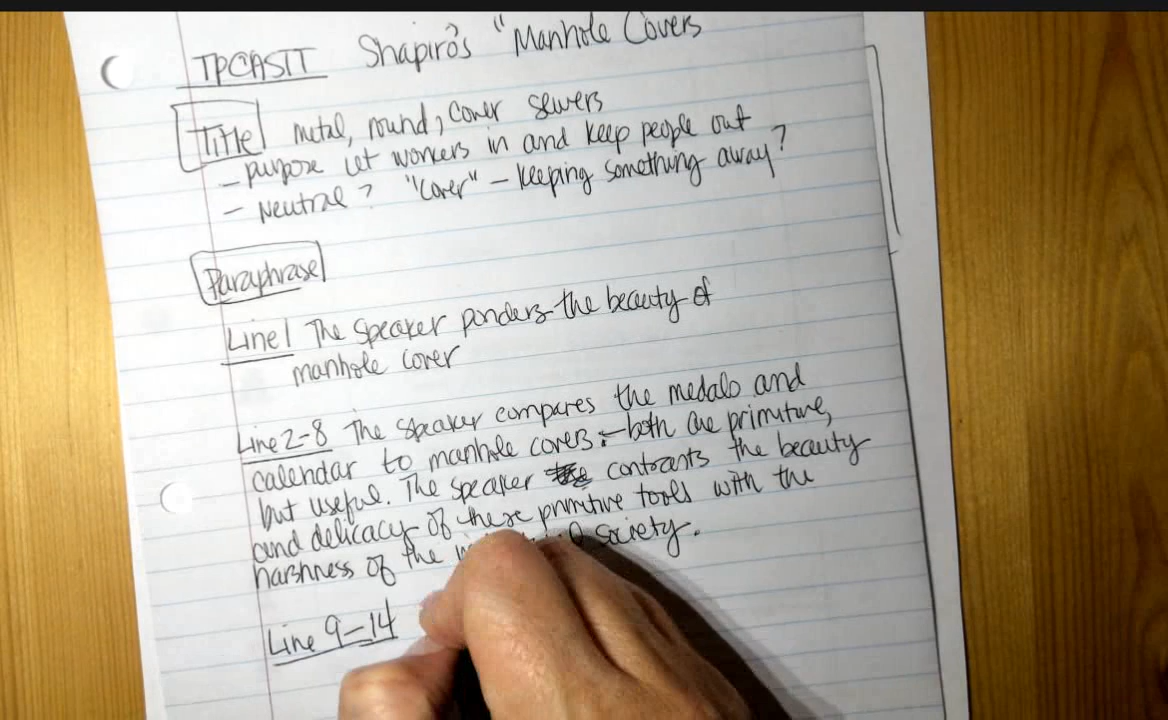 TPCASTT Shapiro's "Manhole Covers
Title metal, round, cover sewers
- purpose let workers in and keep people out
- Neutral? "Cover" - keeping something away?
Paraphrase
Line 1 The speaker ponders the beauty of
manhole cover
Line 2-8 The speaker compares the medals and
calendar to manhole covers - both are primitive,
but useful. The speaker contrasts the beauty
and delicacy of these primitive tools with the
harshness of the society.
Line 9-14